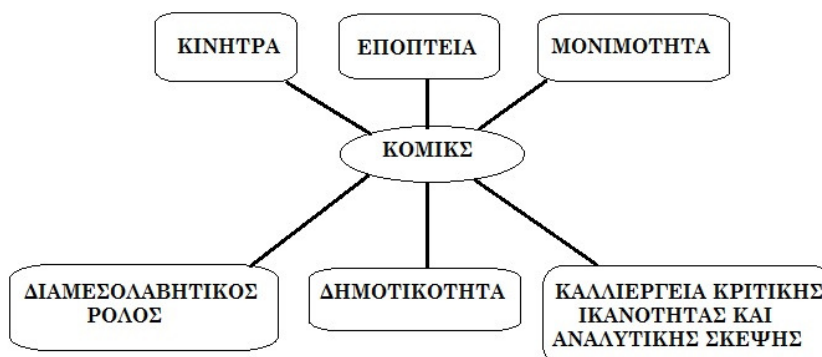 ΚΙΝΗΤΡΑ
ΕΠΟΠΤΕΙΑ
ΜΟΝΙΜΟΤΗΤΑ
ΚΟΜΙΚΣ
ΔΙΑΜΕΣΟΛΑΒΗΤΙΚΟΣ
ΡΟΛΟΣ
ΔΗΜΟΤΙΚΟΤΗΤΑ
ΚΑΛΛΙΕΡΓΕΙΑ ΚΡΙΤΙΚΗΣ
ΙΚΑΝΟΤΗΤΑΣ ΚΑΙ
ΑΝΑΛΥΤΙΚΗΣ ΣΚΕΨΗΣ